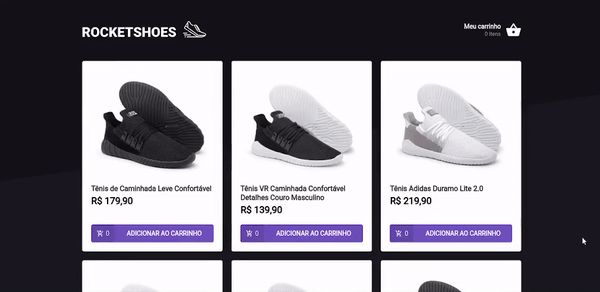 ROCKETSHOES
Meu carrinho
0 itens
Tênis de Caminhada Leve Confortável
R$ 179,90
0 ADICIONAR AO CARRINHO
Tênis VR Caminhada Confortável
Detalhes Couro Masculino
R$ 139,90
0 ADICIONAR AO CARRINHO
Tênis Adidas Duramo Lite 2.0
R$ 219,90
0 ADICIONAR AO CARRINHO